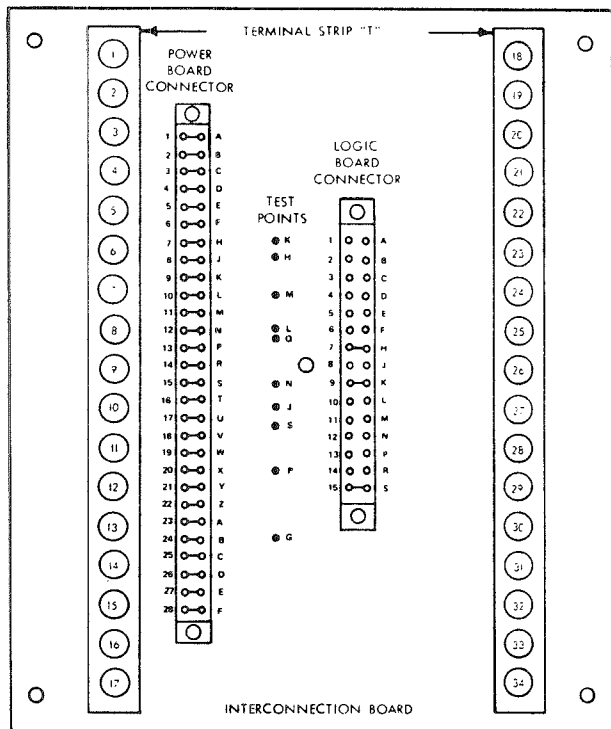 TERMINAL STRIP "T"
POWER
BOARD
CONNECTOR
LOGIC
BOARD
CONNECTOR
TEST
POINTS
1
2
3
4
5
6
8
9
10
11
12
13
14
15
16
17
1 A
2 B
3 C
4 D
5 E
6 F
7 H
8 J
9 K
10 L
11 M
12 N
13 P
14 R
15 S
16 T
17 U
18 V
19 W
20 X
21 Y
22 Z
23 A
24 B
25 C
26 D
27 E
28 F
K
H
M
L
Q
N
J
S
P
G
1 A
2 B
3 C
4 D
5 E
6 F
7 H
8 J
9 K
10 L
11 M
12 N
13 P
14 R
15 S
18
19
20
21
22
23
24
25
26
27
28
29
30
31
32
33
34
INTERCONNECTION BOARD